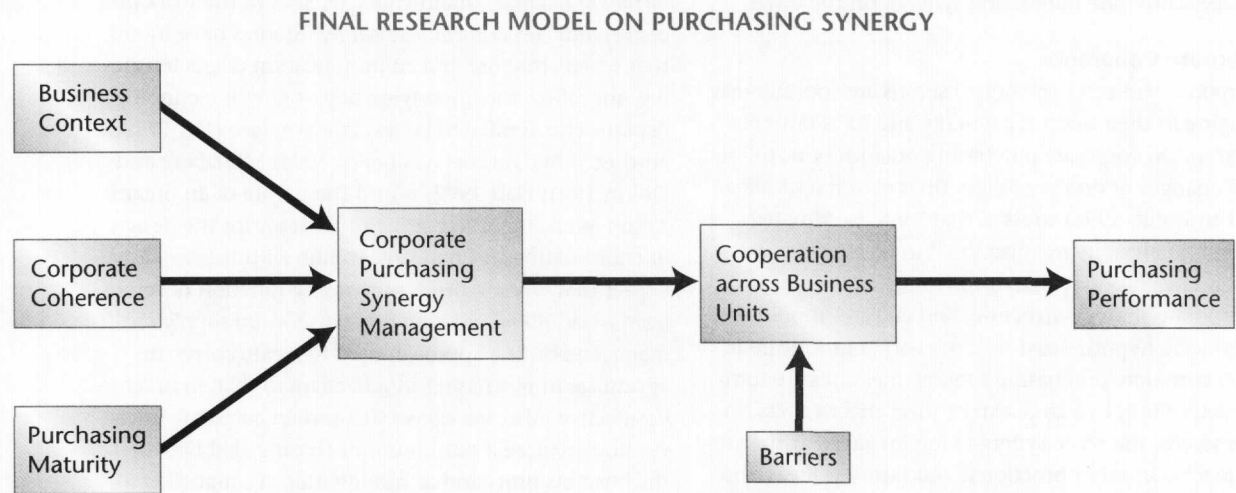 FINAL RESEARCH MODEL ON PURCHASING SYNERGY
Business
Context
Corporate
Coherence
Purchasing
Maturity
Corporate
Purchasing
Synergy
Management
Cooperation
across Business
Units
Barriers
Purchasing
Performance